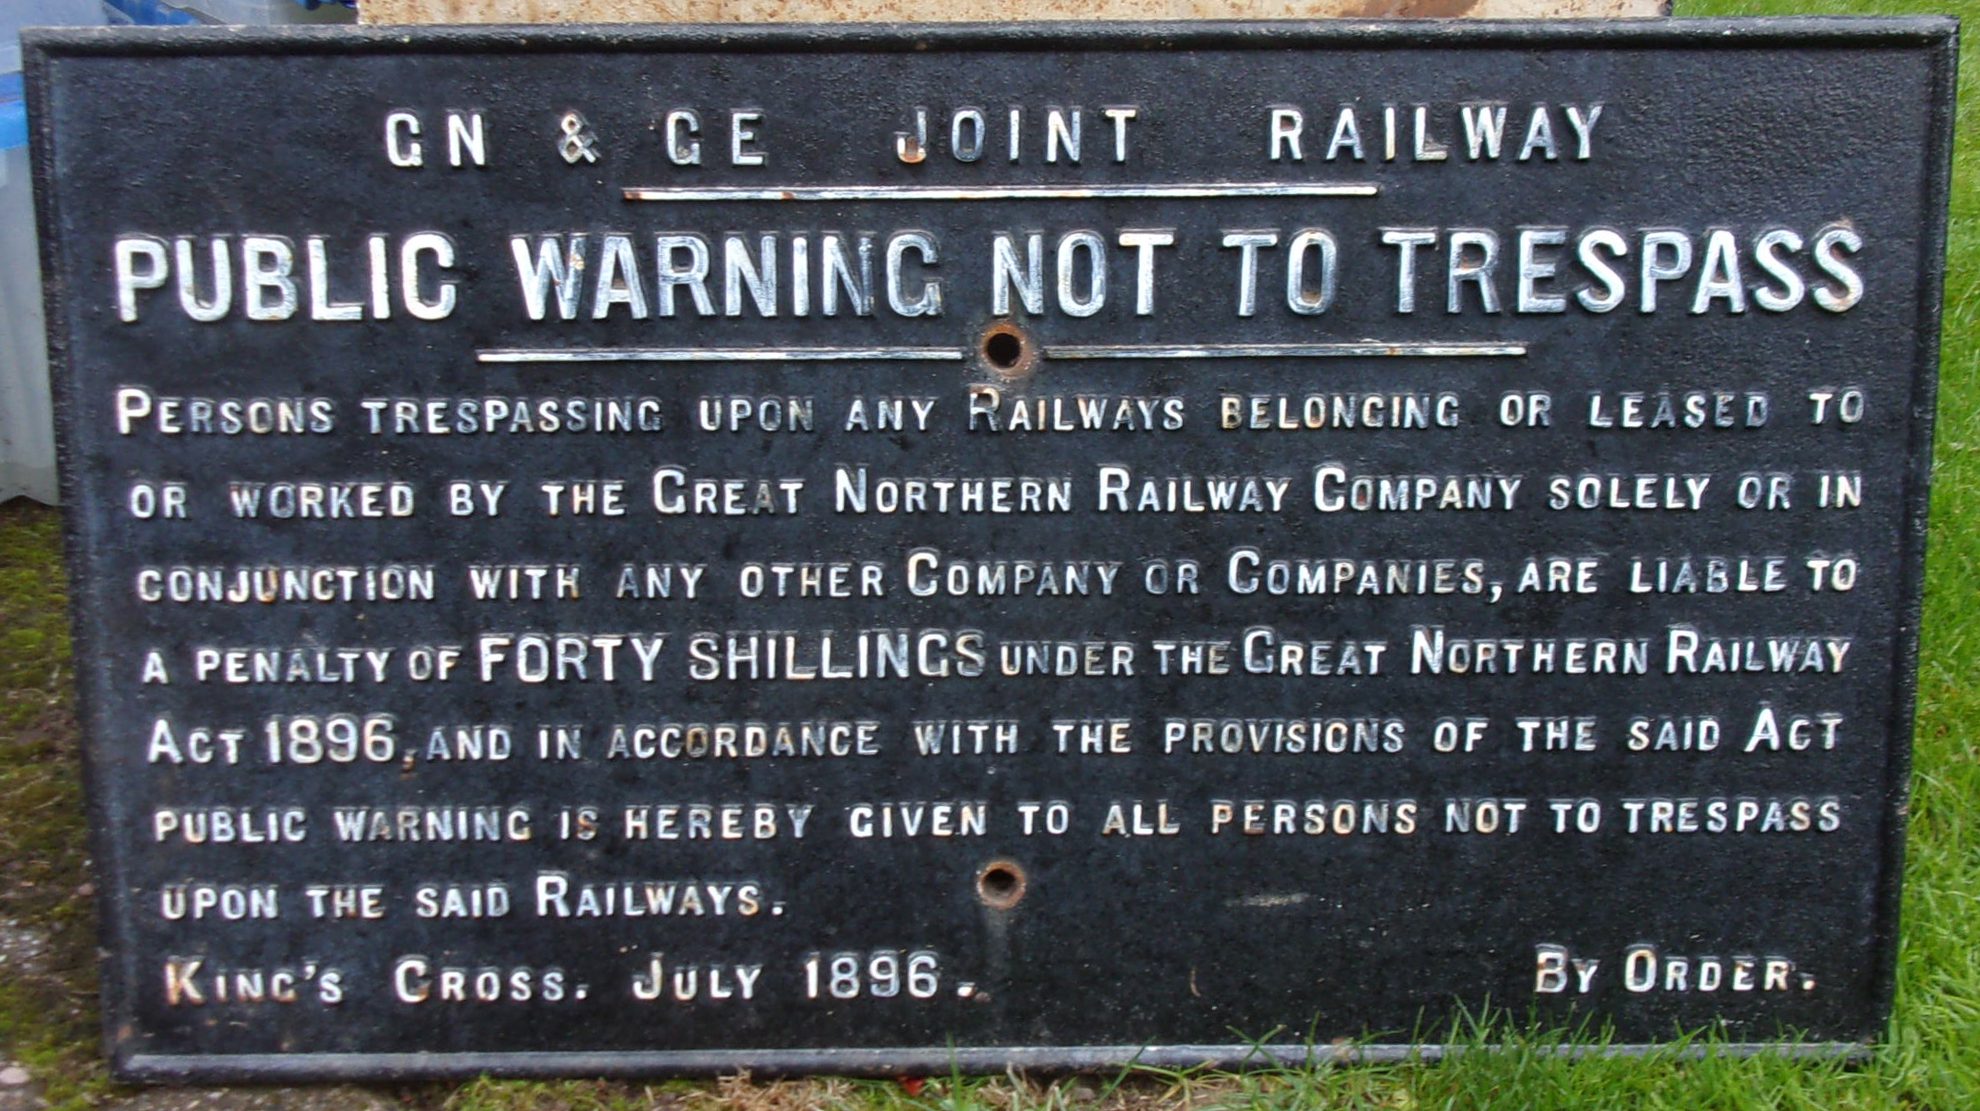 GN & GE JOINT RAILWAY
PUBLIC WARNING NOT TO TRESPASS
PERSONS TRESPASSING UPON ANY RAILWAYS BELONGING OR LEASED TO
OR WORKED BY THE GREAT NORTHERN RAILWAY COMPANY SOLELY OR IN
CONJUNCTION WITH ANY OTHER COMPANY OR COMPANIES, ARE LIABLE TO
A PENALTY OF FORTY SHILLINGS UNDER THE GREAT NORTHERN RAILWAY
ACT 1896, AND IN ACCORDANCE WITH THE PROVISIONS OF THE SAID ACT
PUBLIC WARNING IS HEREBY GIVEN TO ALL PERSONS NOT TO TRESPASS
UPON THE SAID RAILWAYS.
KING'S CROSS. JULY 1896. BY ORDER.